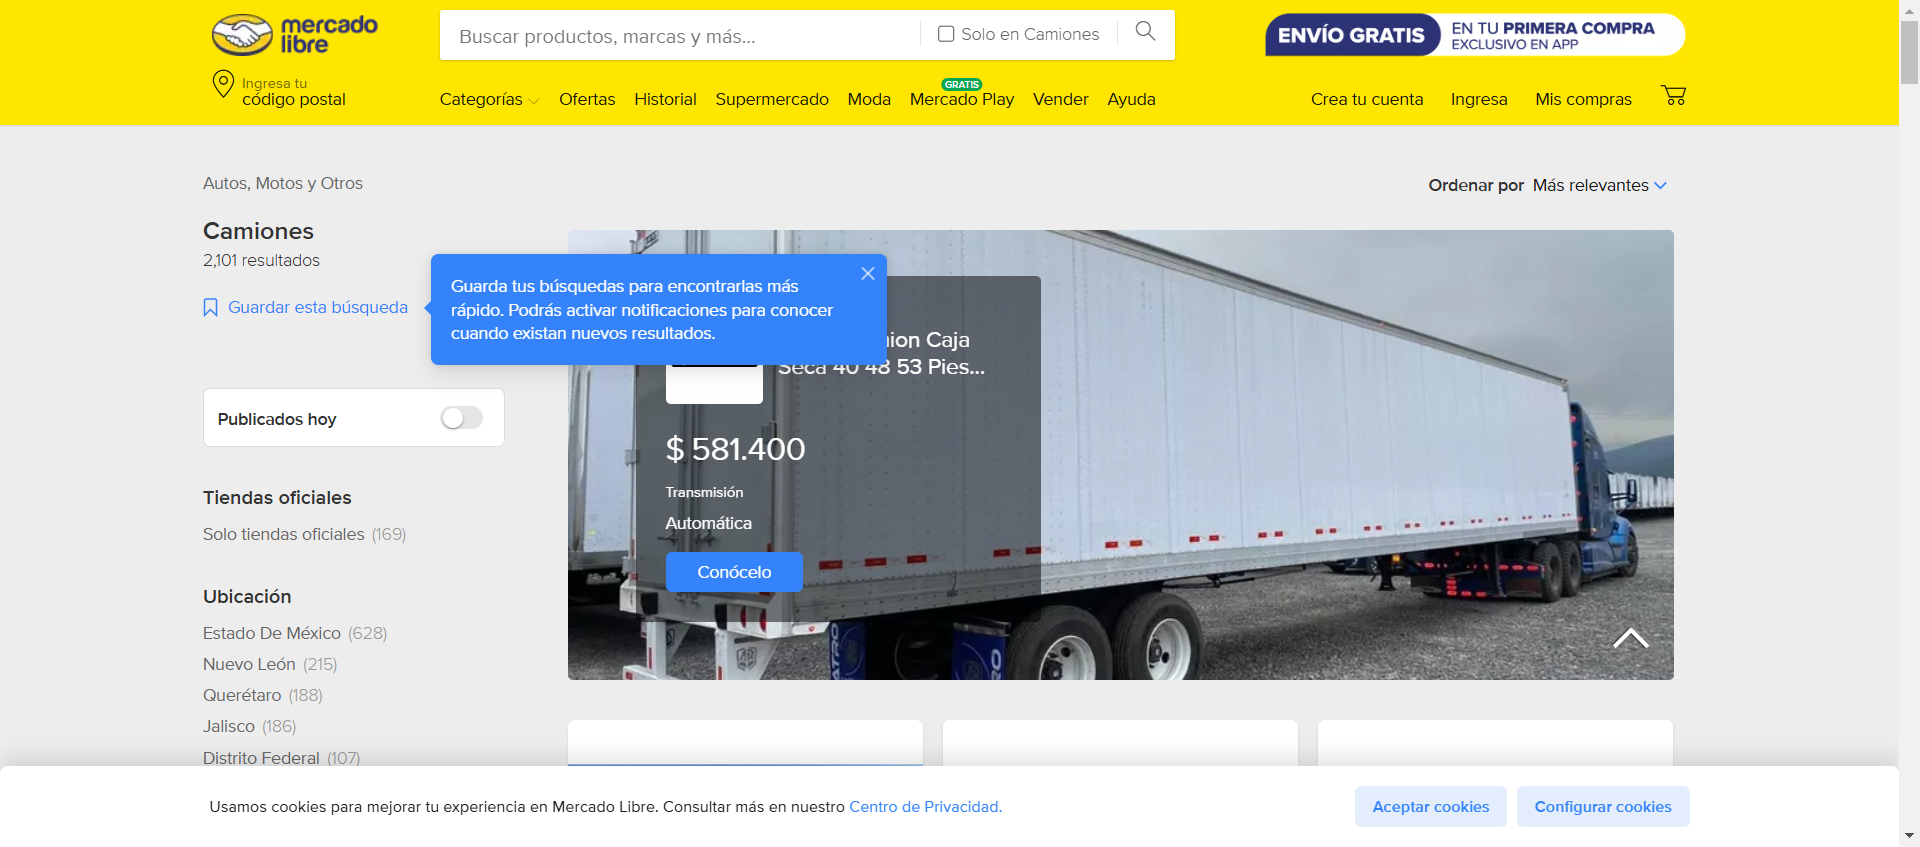 mercado
libre
Buscar productos, marcas y más...
Solo en Camiones
ENVÍO GRATIS
EN TU PRIMERA COMPRA
EXCLUSIVO EN APP
Ingresa tu
código postal
Categorías
Ofertas
Historial
Supermercado
Moda
GRATIS
Mercado Play
Vender
Ayuda
Crea tu cuenta
Ingresa
Mis compras
Autos, Motos y Otros
Ordenar por Más relevantes
Camiones
2,101 resultados
Guardar esta búsqueda
Guarda tus búsquedas para encontrarlas más
rápido. Podrás activar notificaciones para conocer
cuando existan nuevos resultados.
Caja
Seca 40 48 53 Pies...
$ 581.400
Transmisión
Automática
Conócelo
Publicados hoy
Tiendas oficiales
Solo tiendas oficiales (169)
Ubicación
Estado De México (628)
Nuevo León (215)
Querétaro (188)
Jalisco (186)
Distrito Federal (107)
Usamos cookies para mejorar tu experiencia en Mercado Libre. Consultar más en nuestro Centro de Privacidad.
Aceptar cookies
Configurar cookies